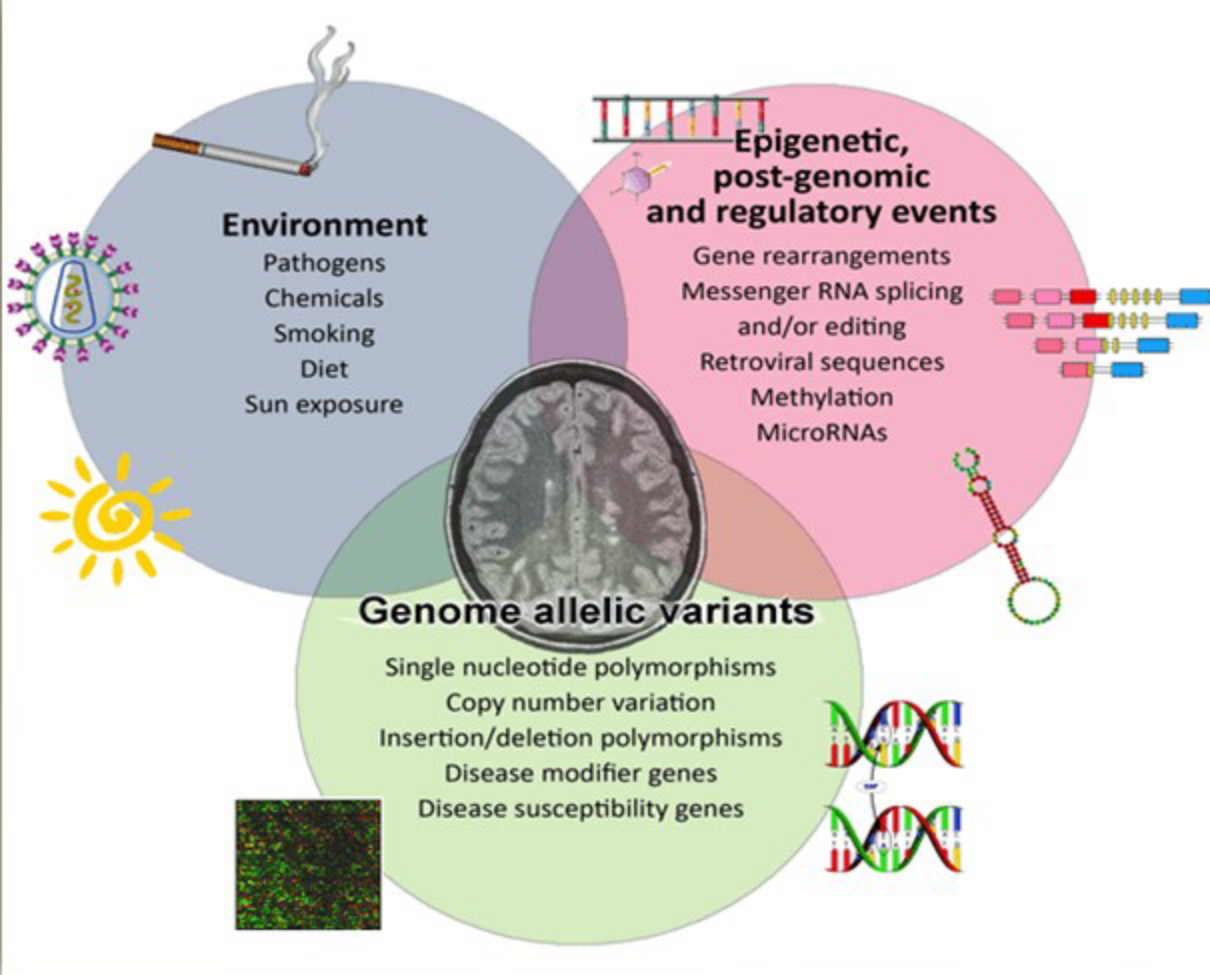 Environment
Pathogens
Chemicals
Smoking
Diet
Sun exposure
Epigenetic,
post-genomic
and regulatory events
Gene rearrangements
Messenger RNA splicing
and/or editing
Retroviral sequences
Methylation
MicroRNAs
Genome allelic variants
Single nucleotide polymorphisms
Copy number variation
Insertion/deletion polymorphisms
Disease modifier genes
Disease susceptibility genes
SNP